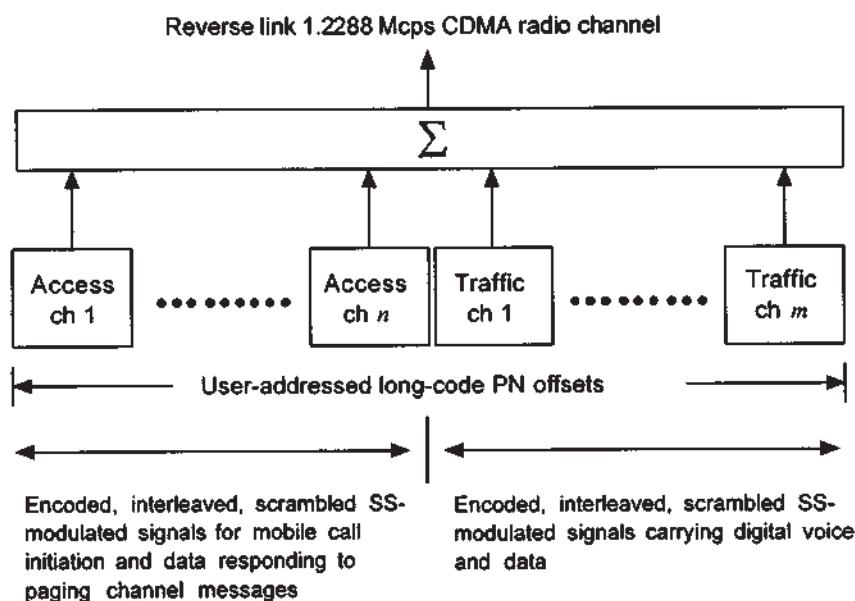 Reverse link 1.2288 Mcps CDMA radio channel
Σ
Access
ch 1
Access
ch n
Traffic
ch 1
Traffic
ch m
User-addressed long-code PN offsets
Encoded, interleaved, scrambled SS-
modulated signals for mobile call
initiation and data responding to
paging channel messages
Encoded, interleaved, scrambled SS-
modulated signals carrying digital voice
and data